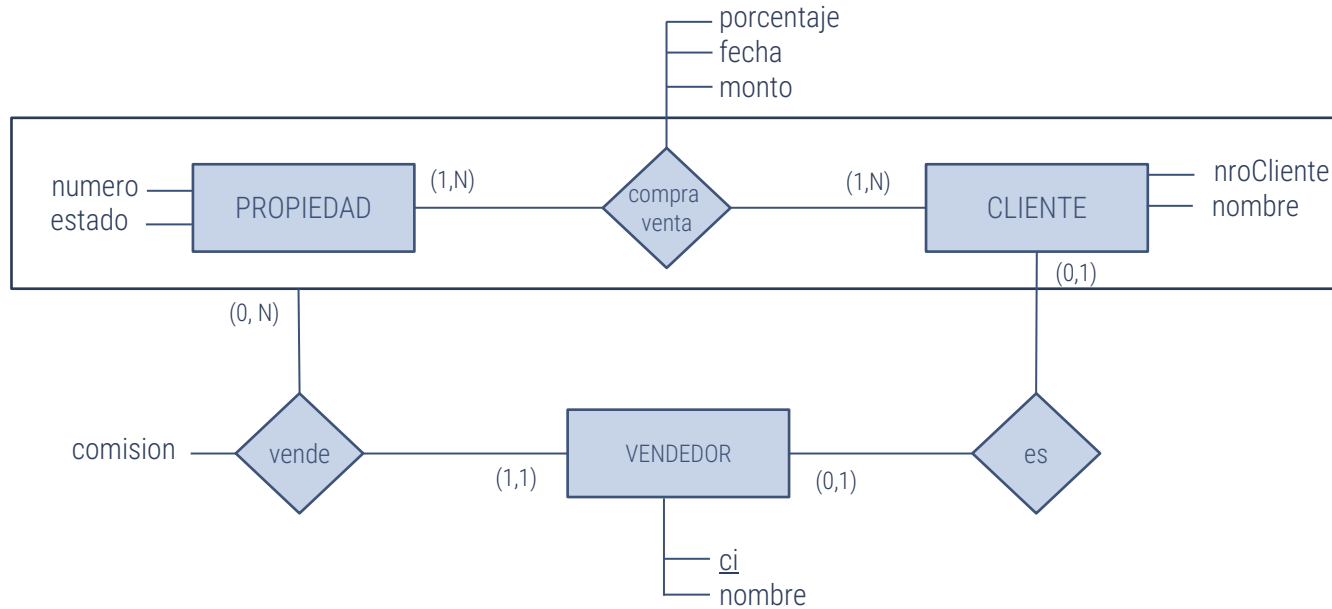 porcentaje
fecha
monto
numero
estado
PROPIEDAD
(1,N)
compra
venta
(1,N)
CLIENTE
nroCliente
nombre
(0,1)
(0, N)
comision
vende
(1,1)
VENDEDOR
(0,1)
es
ci
nombre